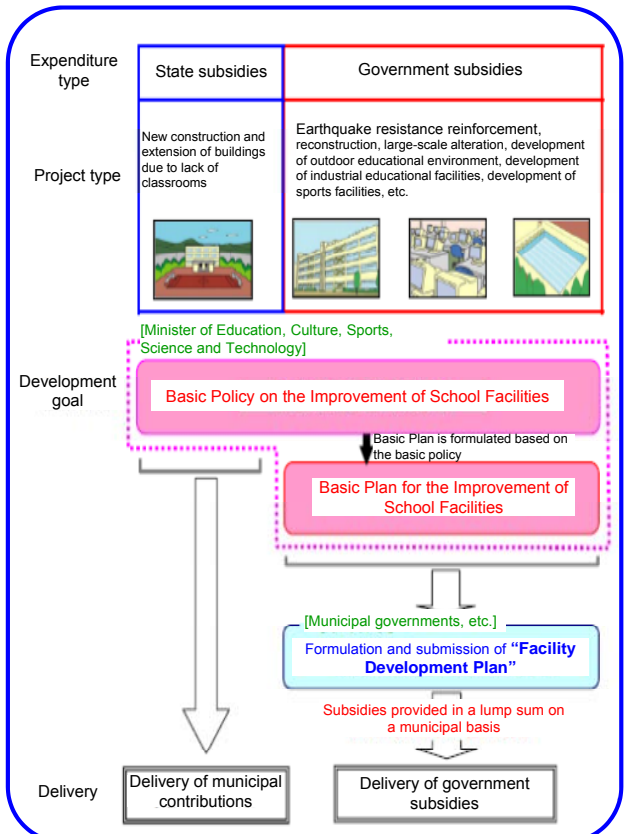 Expenditure
type
State subsidies
Government subsidies
Project type
New construction and
extension of buildings
due to lack of
classrooms
Earthquake resistance reinforcement,
reconstruction, large-scale alteration, development
of outdoor educational environment, development
of industrial educational facilities, development of
sports facilities, etc.
[Minister of Education, Culture, Sports,
Science and Technology]
Development
goal
Basic Policy on the Improvement of School Facilities
Basic Plan is formulated based on
the basic policy
Basic Plan for the Improvement of
School Facilities
[Municipal governments, etc.]
Formulation and submission of “Facility
Development Plan”
Subsidies provided in a lump sum on
a municipal basis
Delivery
Delivery of municipal
contributions
Delivery of government
subsidies